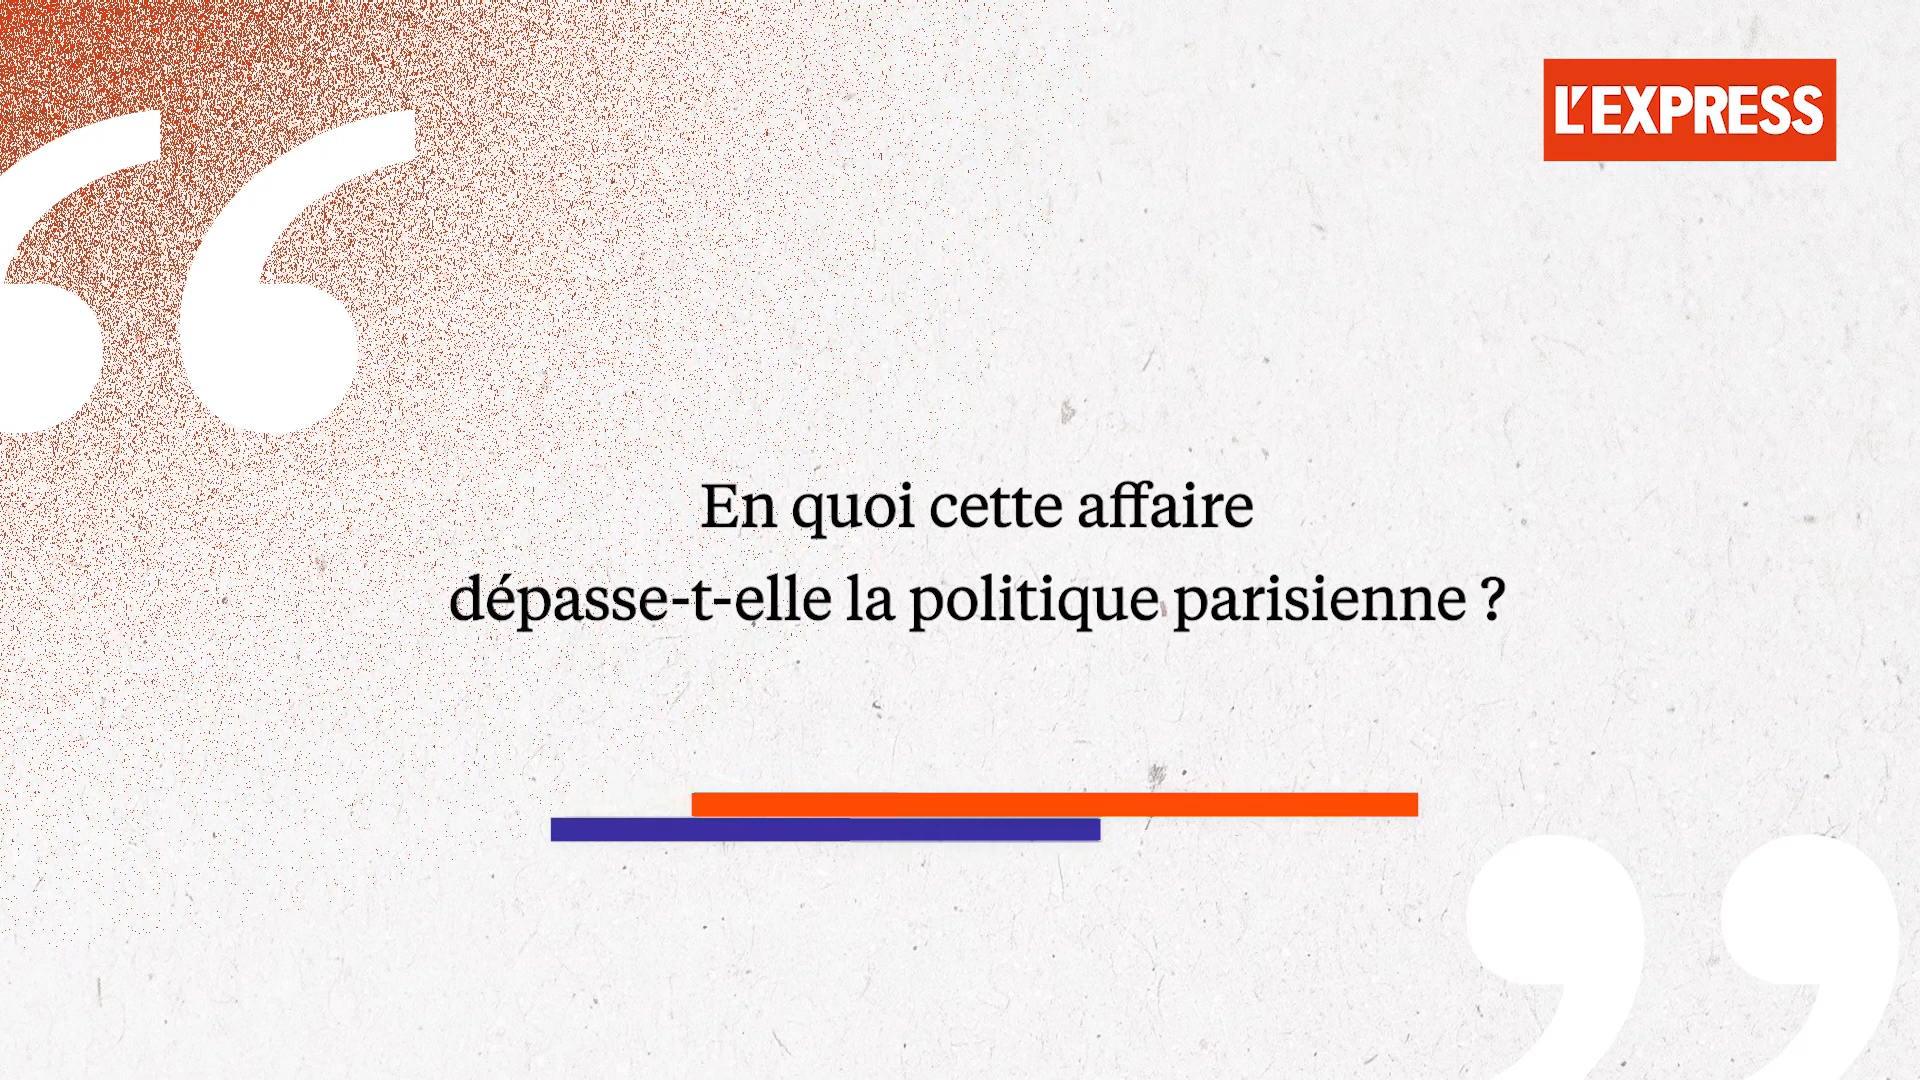 L'EXPRESS
En quoi cette affaire
dépasse-t-elle la politique parisienne ?